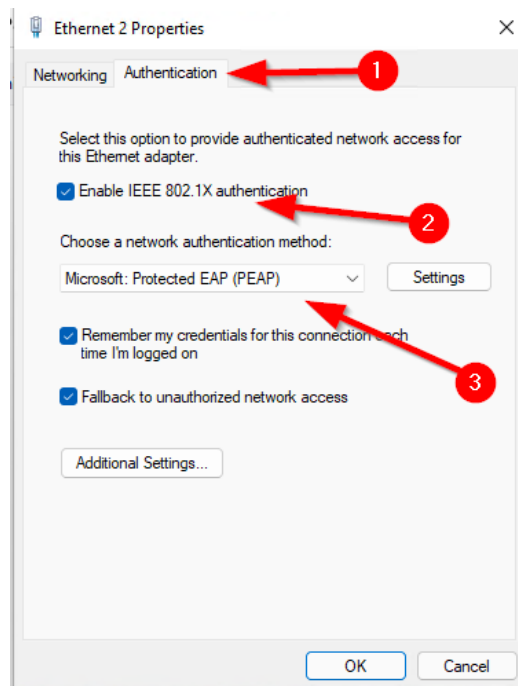 Ethernet 2 Properties
Networking
Authentication
1
Select this option to provide authenticated network access for
this Ethernet adapter.
Enable IEEE 802.1X authentication
2
Choose a network authentication method:
Microsoft: Protected EAP (PEAP)
Settings
Remember my credentials for this connection each
time I'm logged on
3
Fallback to unauthorized network access
Additional Settings...
OK
Cancel